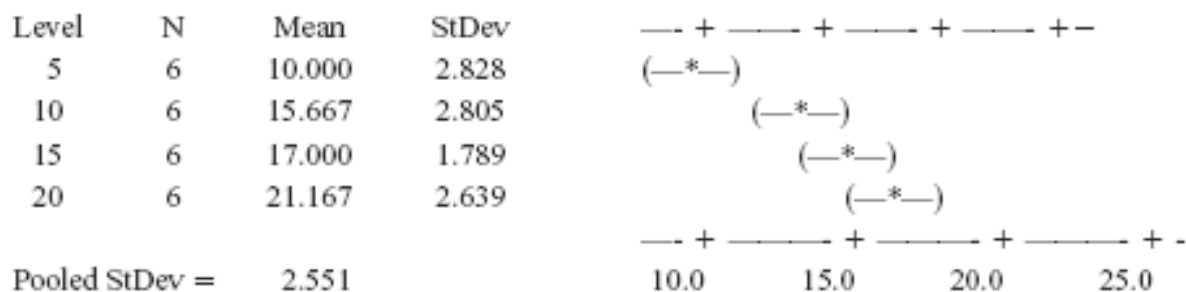 Level N Mean StDev —- + ——- + ——- + ——- +−
5 6 10.000 2.828 (—*—)
10 6 15.667 2.805 (—*—)
15 6 17.000 1.789 (—*—)
20 6 21.167 2.639 (—*—)
—- + ———- + ———- + ———- + -
Pooled StDev = 2.551 10.0 15.0 20.0 25.0